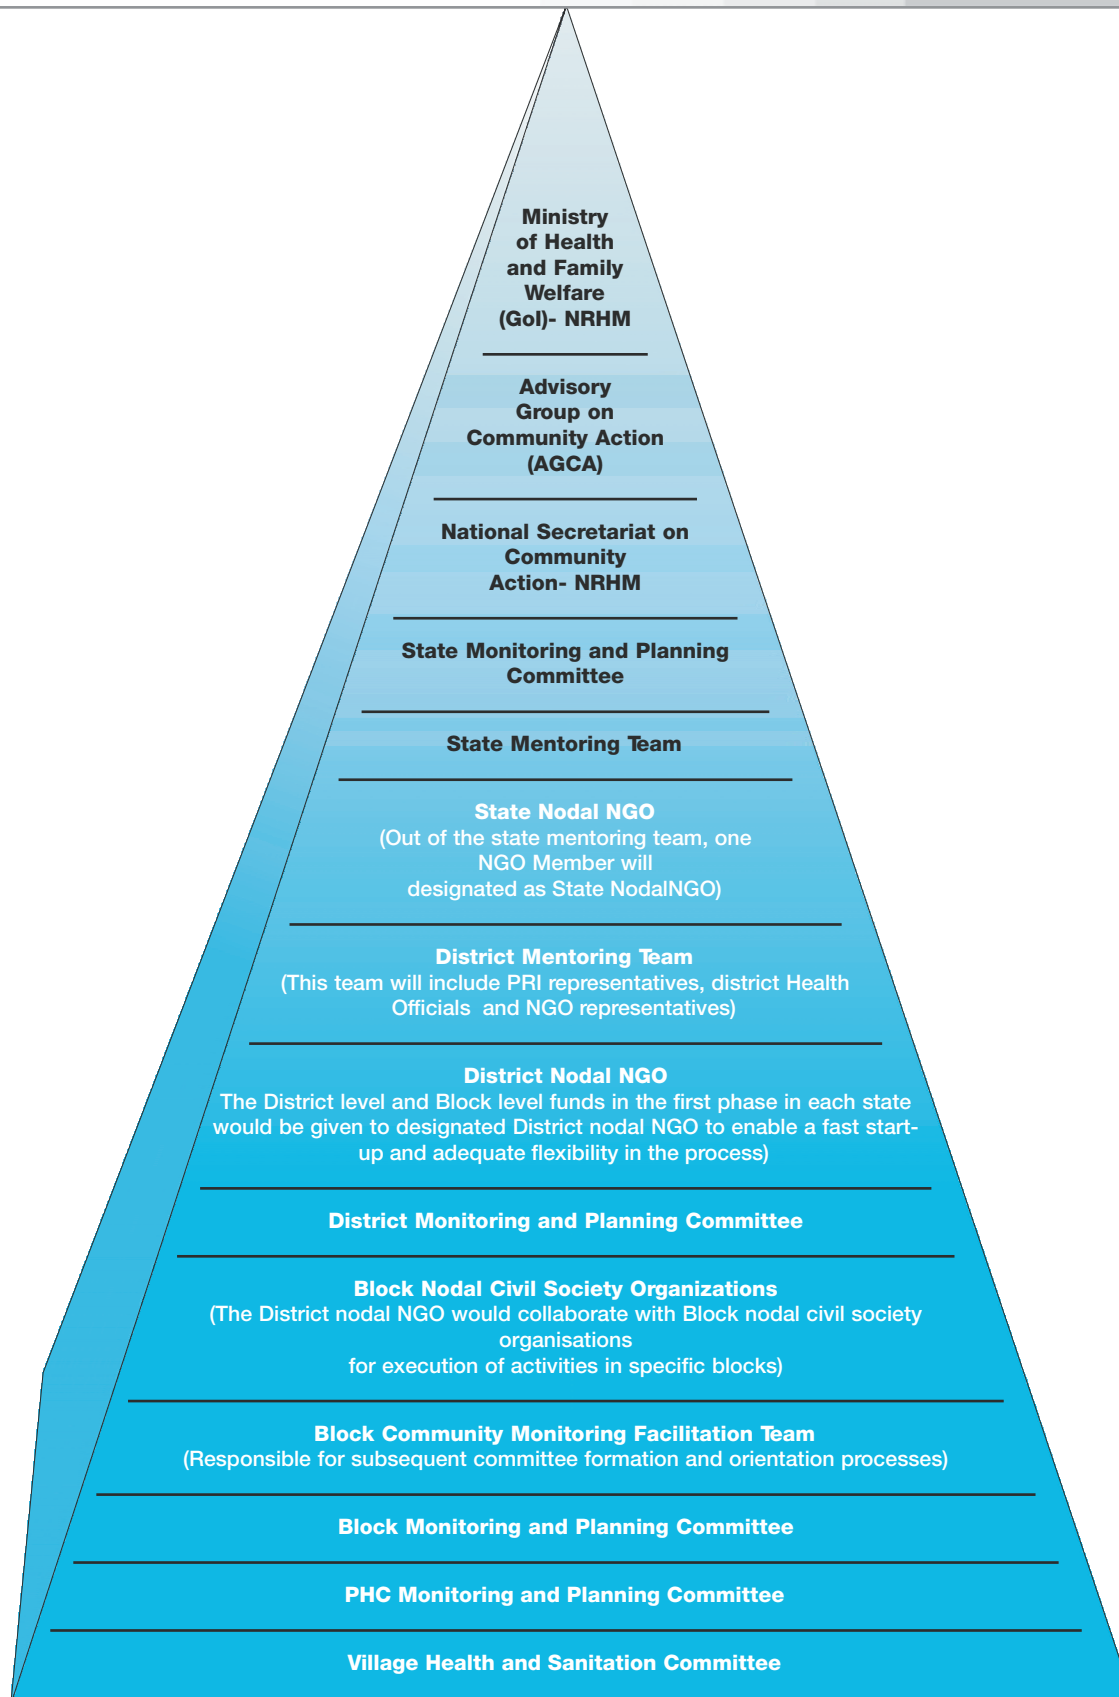 Ministry
of Health
and Family
Welfare
(GoI)- NRHM
Advisory
Group on
Community Action
(AGCA)
National Secretariat on
Community
Action- NRHM
State Monitoring and Planning
Committee
State Mentoring Team
State Nodal NGO
(Out of the state mentoring team, one
NGO Member will
designated as State NodalNGO)
District Mentoring Team
(This team will include PRI representatives, district Health
Officials and NGO representatives)
District Nodal NGO
The District level and Block level funds in the first phase in each state
would be given to designated District nodal NGO to enable a fast start-
up and adequate flexibility in the process)
District Monitoring and Planning Committee
Block Nodal Civil Society Organizations
(The District nodal NGO would collaborate with Block nodal civil society
organisations
for execution of activities in specific blocks)
Block Community Monitoring Facilitation Team
(Responsible for subsequent committee formation and orientation processes)
Block Monitoring and Planning Committee
PHC Monitoring and Planning Committee
Village Health and Sanitation Committee